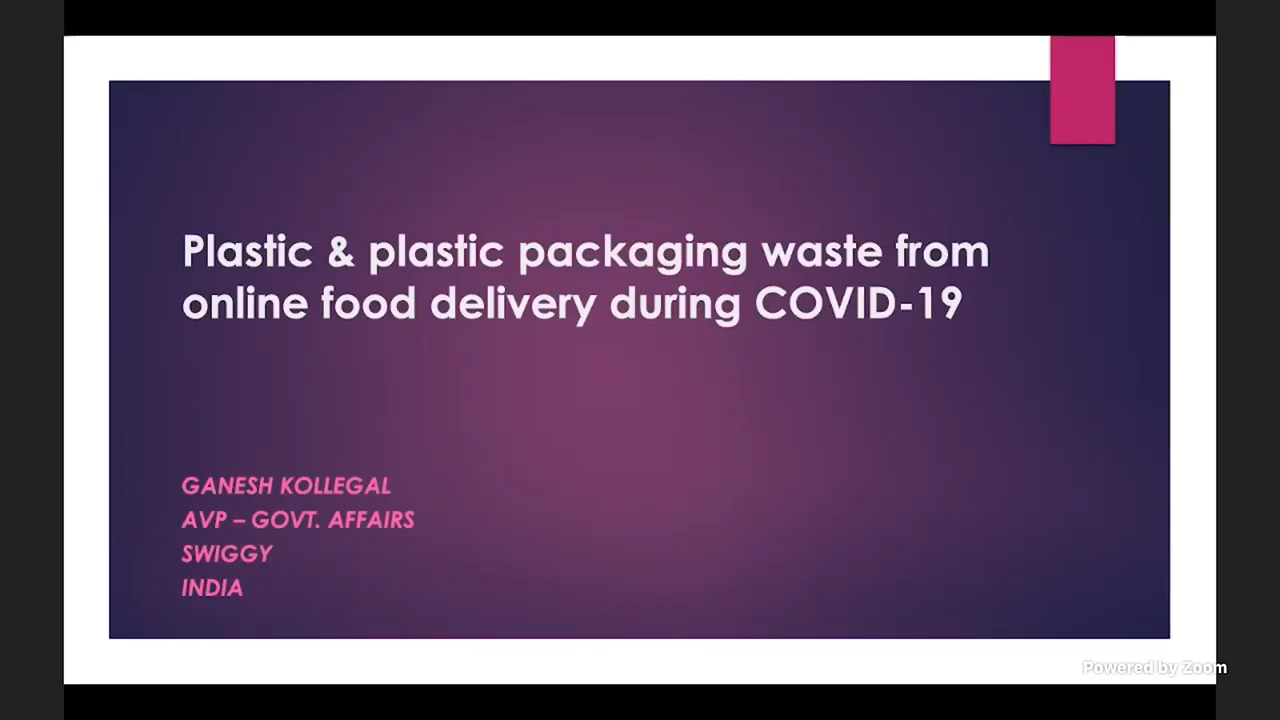 Plastic & plastic packaging waste from
online food delivery during COVID-19
GANESH KOLLEGAL
AVP – GOVT. AFFAIRS
SWIGGY
INDIA
Powered by Zoom